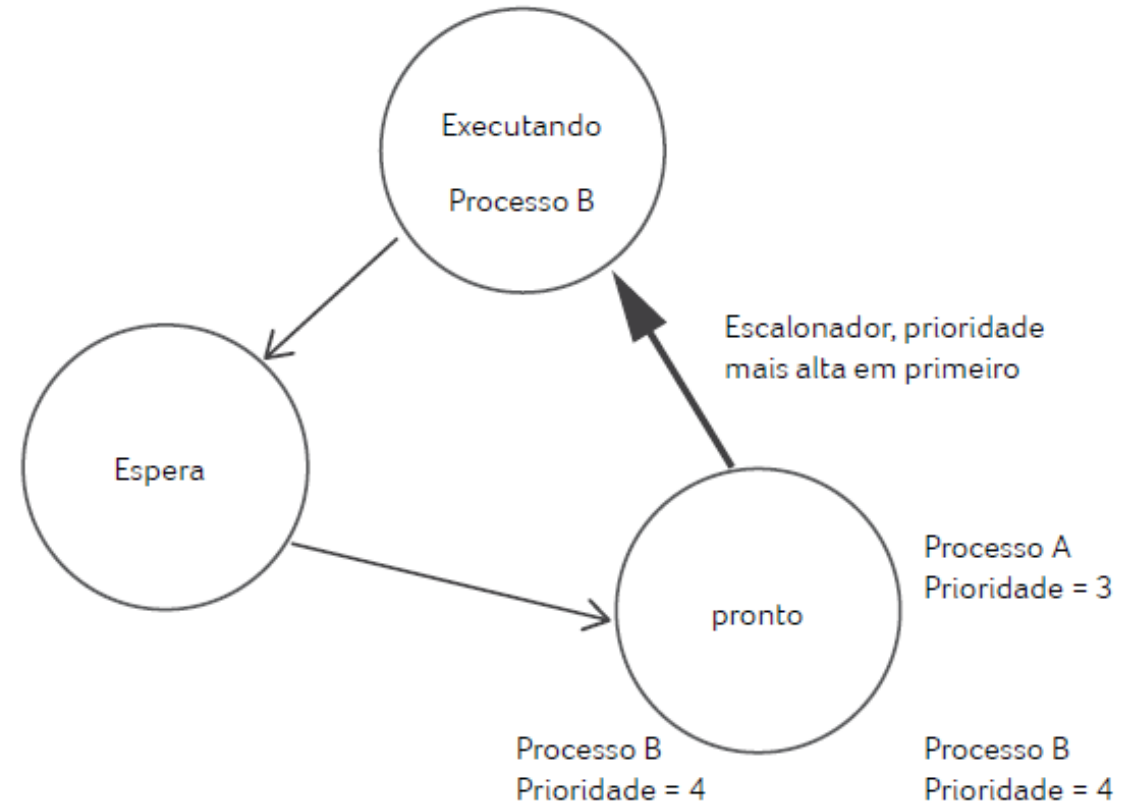 Executando
Processo B
Escalonador, prioridade
mais alta em primeiro
Espera
Processo A
Prioridade = 3
pronto
Processo B
Prioridade = 4
Processo B
Prioridade = 4